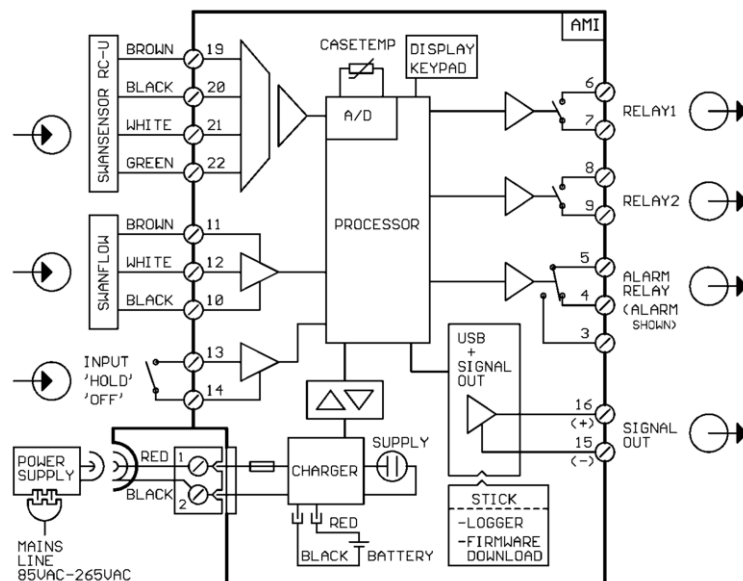 AMI
SWANSENSOR RC-U
BROWN 19
BLACK 20
WHITE 21
GREEN 22
CASETEMP
DISPLAY
KEYPAD
A/D
PROCESSOR
6
7
RELAY1
8
9
RELAY2
5
4
3
ALARM
RELAY
(ALARM
SHOWN)
SWANFLOW
BROWN 11
WHITE 12
BLACK 10
INPUT
'HOLD'
'OFF'
13
14
USB
+
SIGNAL
OUT
16
(+)
15
(-)
SIGNAL
OUT
POWER
SUPPLY
RED
BLACK
1
2
CHARGER
SUPPLY
RED
BLACK
BATTERY
STICK
-LOGGER
-FIRMWARE
DOWNLOAD
MAINS
LINE
85VAC-265VAC